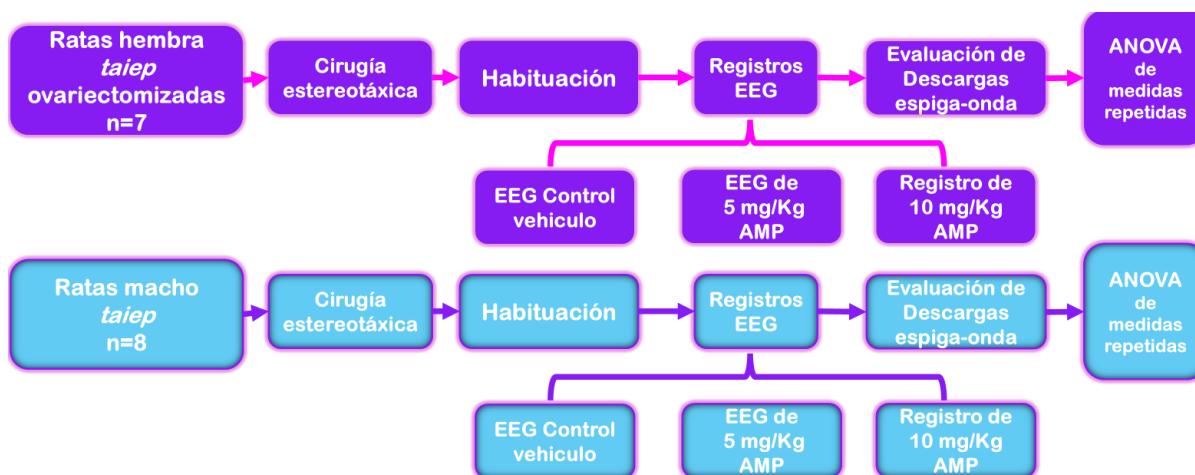 Ratas hembra
taiep
ovariectomizadas
n=7
Cirugía
estereotáxica
Habituación
Registros
EEG
Evaluación de
Descargas
espiga-onda
ANOVA
de
medidas
repetidas
EEG Control
vehiculo
EEG de
5 mg/Kg
AMP
Registro de
10 mg/Kg
AMP
Ratas macho
taiep
n=8
Cirugía
estereotáxica
Habituación
Registros
EEG
Evaluación de
Descargas
espiga-onda
ANOVA
de
medidas
repetidas
EEG Control
vehiculo
EEG de
5 mg/Kg
AMP
Registro de
10 mg/Kg
AMP